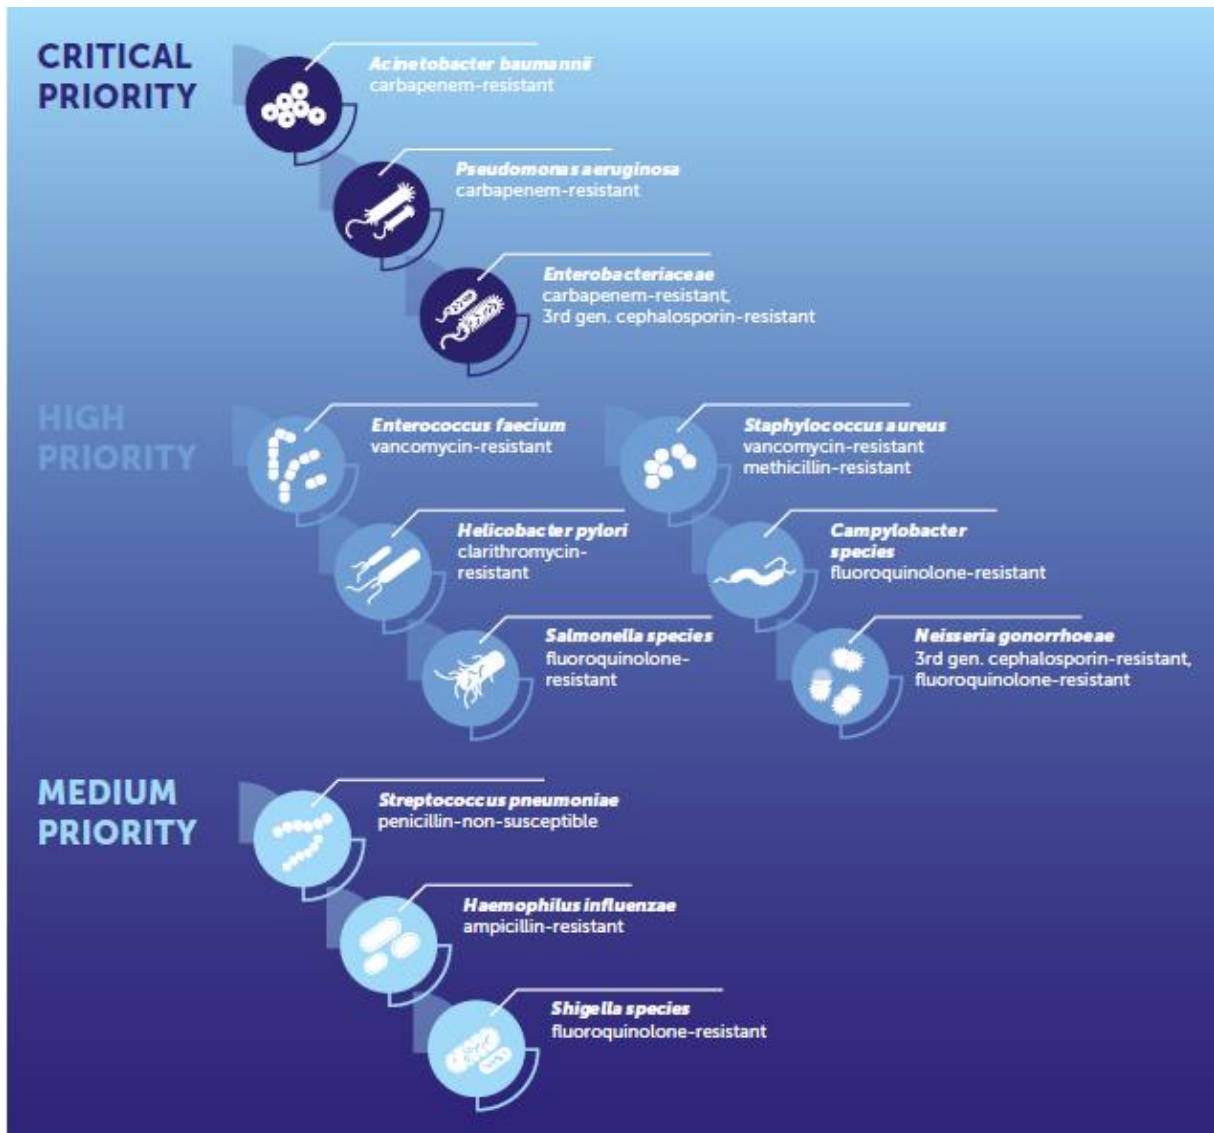 CRITICAL
PRIORITY
Acinetobacter baumannii
carbapenem-resistant
Pseudomonas aeruginosa
carbapenem-resistant
Enterobacteriaceae
carbapenem-resistant,
3rd gen. cephalosporin-resistant
HIGH
PRIORITY
Enterococcus faecium
vancomycin-resistant
Helicobacter pylori
clarithromycin-
resistant
Salmonella species
fluoroquinolone-
resistant
Staphylococcus aureus
vancomycin-resistant
methicillin-resistant
Campylobacter
species
fluoroquinolone-resistant
Neisseria gonorrhoeae
3rd gen. cephalosporin-resistant,
fluoroquinolone-resistant
MEDIUM
PRIORITY
Streptococcus pneumoniae
penicillin-non-susceptible
Haemophilus influenzae
ampicillin-resistant
Shigella species
fluoroquinolone-resistant